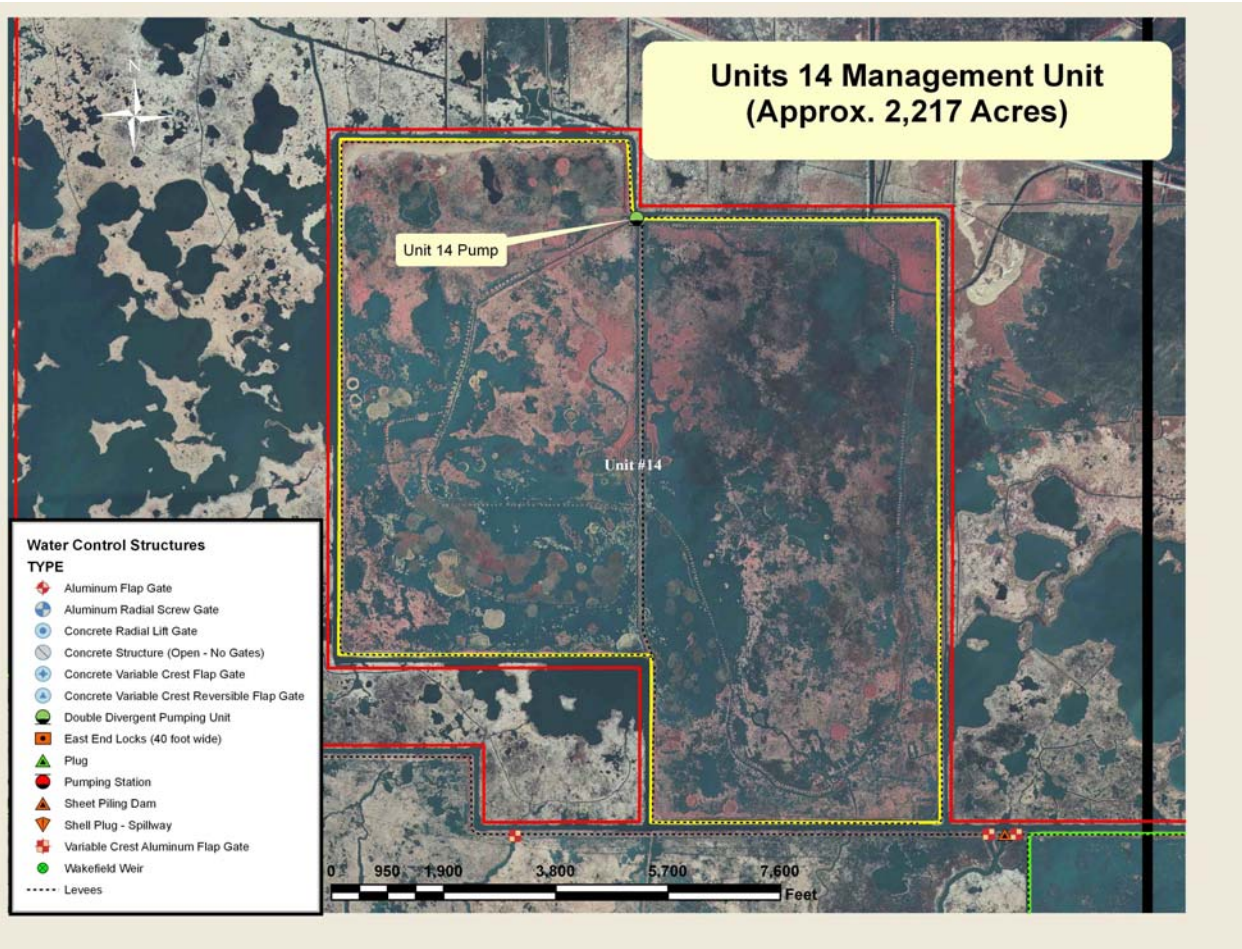 Units 14 Management Unit
(Approx. 2,217 Acres)
N
Unit 14 Pump
Unit #14
Water Control Structures
TYPE
Aluminum Flap Gate
Aluminum Radial Screw Gate
Concrete Radial Lift Gate
Concrete Structure (Open - No Gates)
Concrete Variable Crest Flap Gate
Concrete Variable Crest Reversible Flap Gate
Double Divergent Pumping Unit
East End Locks (40 foot wide)
Plug
Pumping Station
Sheet Piling Dam
Shell Plug - Spillway
Variable Crest Aluminum Flap Gate
Wakefield Weir
Levees
0 950 1,900 3,800 5,700 7,600
Feet